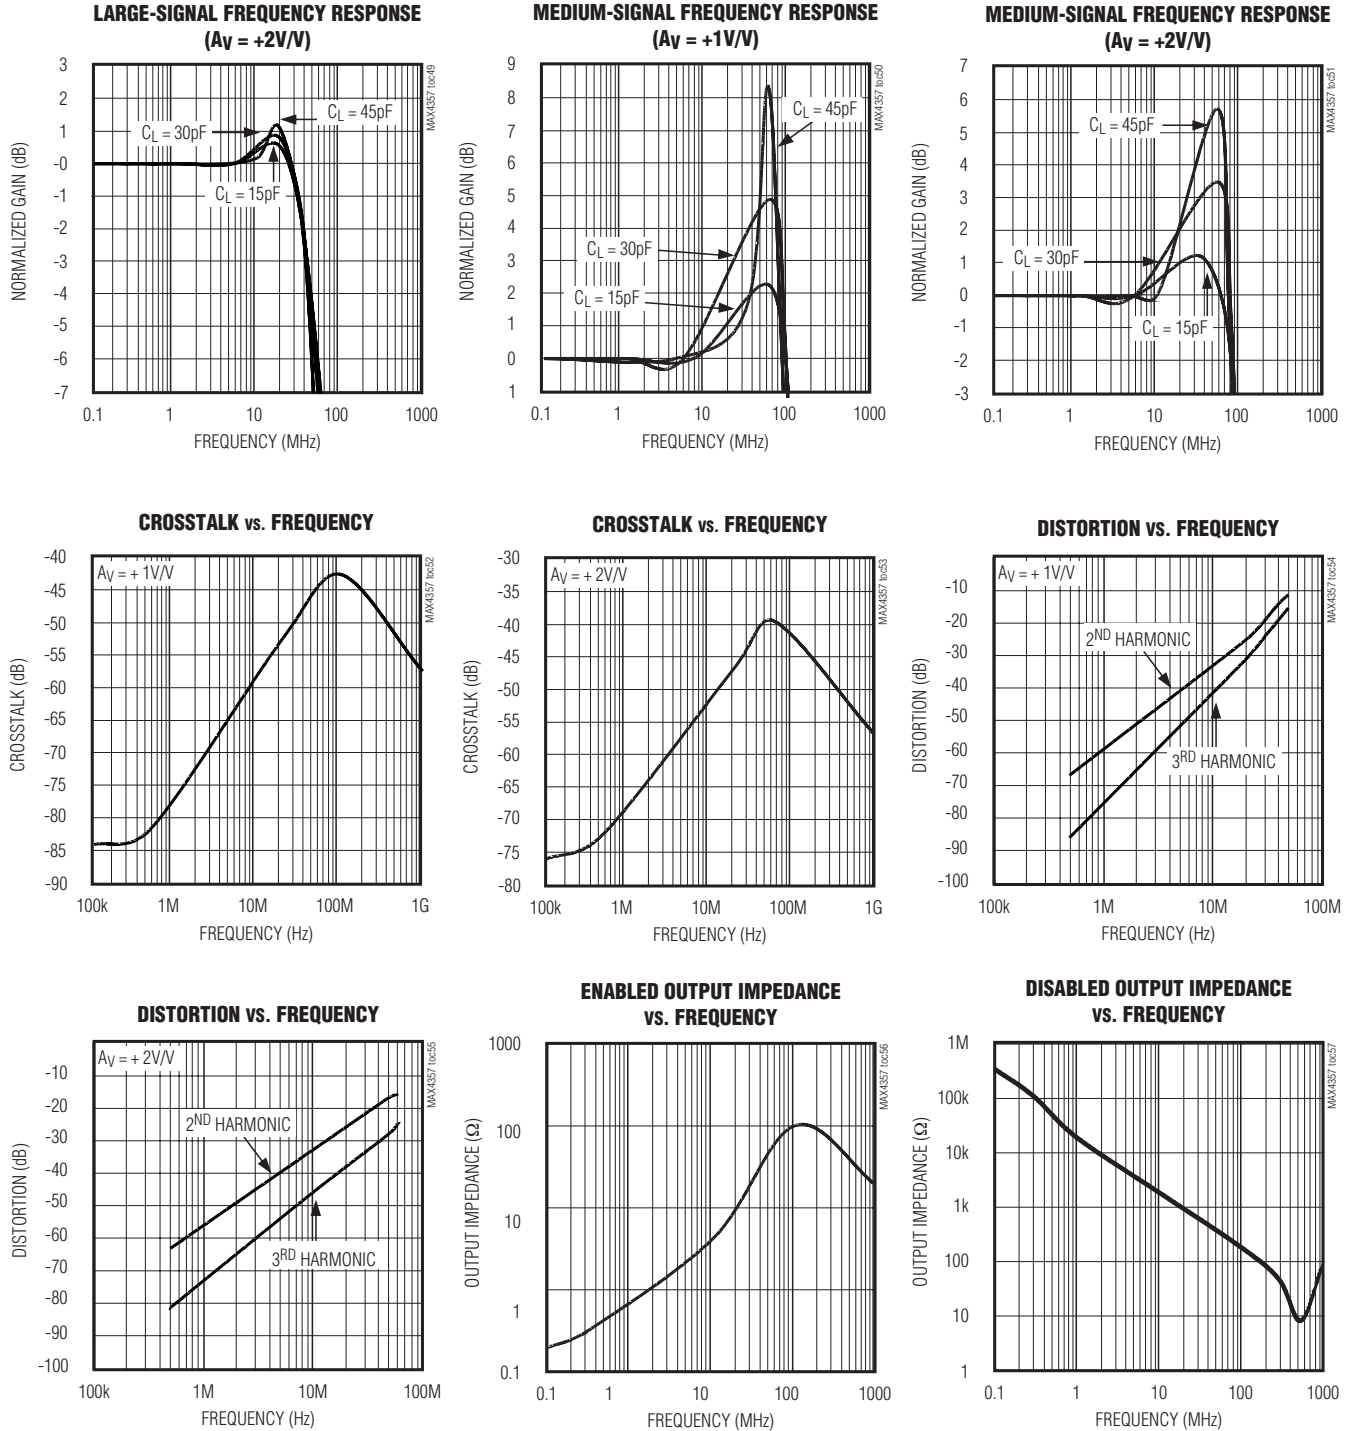 LARGE-SIGNAL FREQUENCY RESPONSE
(AV = +2V/V)
3
2
1
-0
-1
-2
-3
-4
-5
-6
-7
NORMALIZED GAIN (dB)
CL = 45pF
CL = 30pF
CL = 15pF
MAX4357 toc49
0.1 1 10 100 1000
FREQUENCY (MHz)
MEDIUM-SIGNAL FREQUENCY RESPONSE
(AV = +1V/V)
9
8
7
6
5
4
3
2
1
0
1
NORMALIZED GAIN (dB)
CL = 45pF
CL = 30pF
CL = 15pF
MAX4357 toc50
0.1 1 10 100 1000
FREQUENCY (MHz)
MEDIUM-SIGNAL FREQUENCY RESPONSE
(AV = +2V/V)
7
6
5
4
3
2
1
0
-1
-2
-3
NORMALIZED GAIN (dB)
CL = 45pF
CL = 30pF
CL = 15pF
MAX4357 toc51
0.1 1 10 100 1000
FREQUENCY (MHz)
CROSSTALK vs. FREQUENCY
-40
-45
-50
-55
-60
-65
-70
-75
-80
-85
-90
CROSSTALK (dB)
AV = + 1V/V
MAX4357 toc52
100k 1M 10M 100M 1G
FREQUENCY (Hz)
CROSSTALK vs. FREQUENCY
-30
-35
-40
-45
-50
-55
-60
-65
-70
-75
-80
CROSSTALK (dB)
AV = + 2V/V
MAX4357 toc53
100k 1M 10M 100M 1G
FREQUENCY (Hz)
DISTORTION vs. FREQUENCY
-10
-20
-30
-40
-50
-60
-70
-80
-90
-100
DISTORTION (dB)
AV = + 1V/V
2ND HARMONIC
3RD HARMONIC
MAX4357 toc54
100k 1M 10M 100M
FREQUENCY (Hz)
DISTORTION vs. FREQUENCY
-10
-20
-30
-40
-50
-60
-70
-80
-90
-100
DISTORTION (dB)
AV = + 2V/V
2ND HARMONIC
3RD HARMONIC
MAX4357 toc55
100k 1M 10M 100M
FREQUENCY (Hz)
ENABLED OUTPUT IMPEDANCE
vs. FREQUENCY
1000
100
10
1
0.1
OUTPUT IMPEDANCE (Ω)
MAX4357 toc56
0.1 1 10 100 1000
FREQUENCY (MHz)
DISABLED OUTPUT IMPEDANCE
vs. FREQUENCY
1M
100k
10k
1k
100
10
1
OUTPUT IMPEDANCE (Ω)
MAX4357 toc57
0.1 1 10 100 1000
FREQUENCY (MHz)